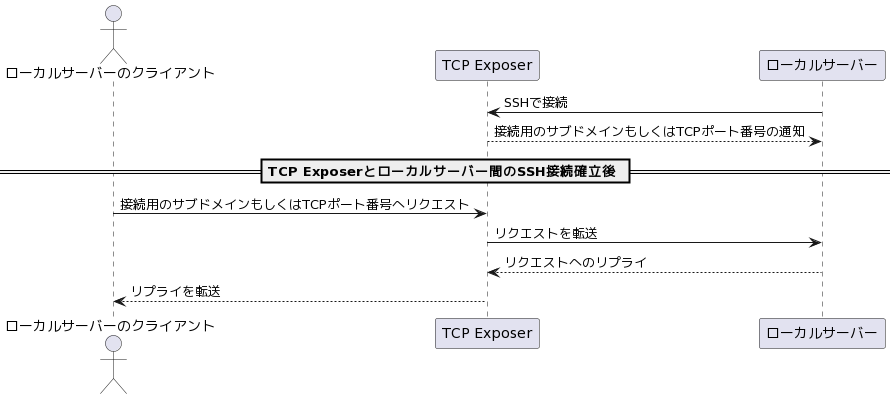 ローカルサーバーのクライアント
TCP Exposer
ローカルサーバー
SSHで接続
接続用のサブドメインもしくはTCPポート番号の通知
TCP Exposerとローカルサーバー間のSSH接続確立後
接続用のサブドメインもしくはTCPポート番号へリクエスト
リクエストを転送
リクエストへのリプライ
リプライを転送
ローカルサーバーのクライアント
TCP Exposer
ローカルサーバー